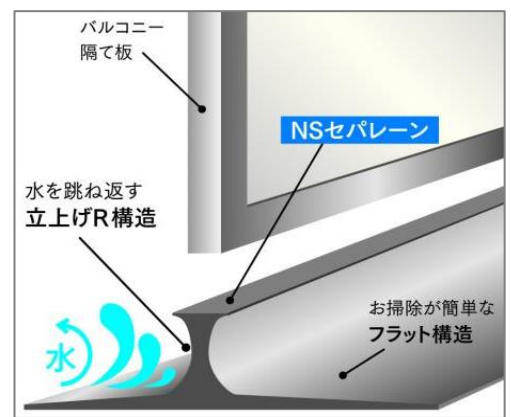 バルコニー
隔て板
NSセパレーン
水を跳ね返す
立上げR構造
お掃除が簡単な
フラット構造
水